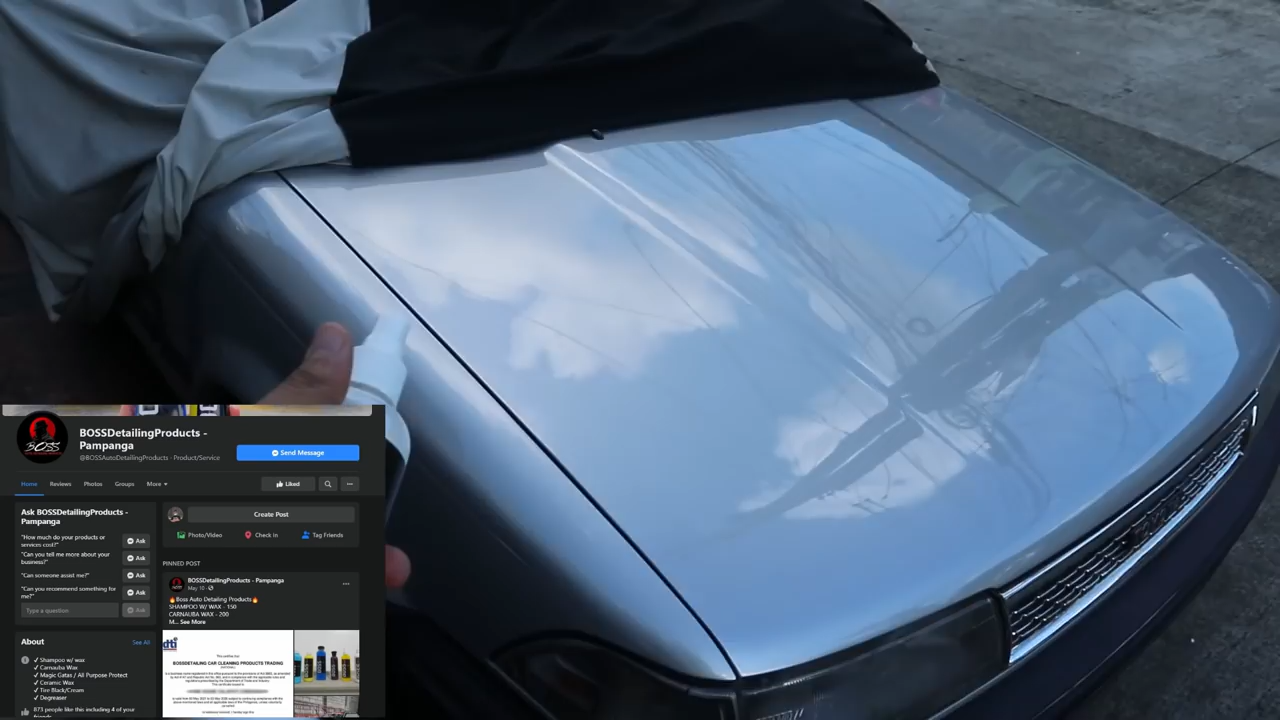 BOSS
BOSSDetailingProducts -
Pampanga
@BOSSAutoDetailingProducts · Product/Service
Send Message
Home
Reviews
Photos
Groups
More
Liked
Ask BOSSDetailingProducts -
Pampanga
"How much do your products or
services cost?"
Ask
"Can you tell me more about your
business?"
Ask
"Can someone assist me?"
Ask
"Can you recommend something for
me?"
Ask
Type a question
Ask
About
See All
✓ Shampoo w/ wax
✓ Carnauba Wax
✓ Magic Gatas / All Purpose Protect
✓ Ceramic Wax
✓ Tire Black/Cream
✓ Degreaser
873 people like this including 4 of your
friends
Create Post
Photo/Video
Check in
Tag Friends
PINNED POST
BOSSDetailingProducts - Pampanga
May 10 ·
🔥Boss Auto Detailing Products🔥
SHAMPOO W/ WAX - 150
CARNAUBA WAX - 200
M... See More
dti
This certifies that
BOSSDETAILING CAR CLEANING PRODUCTS TRADING